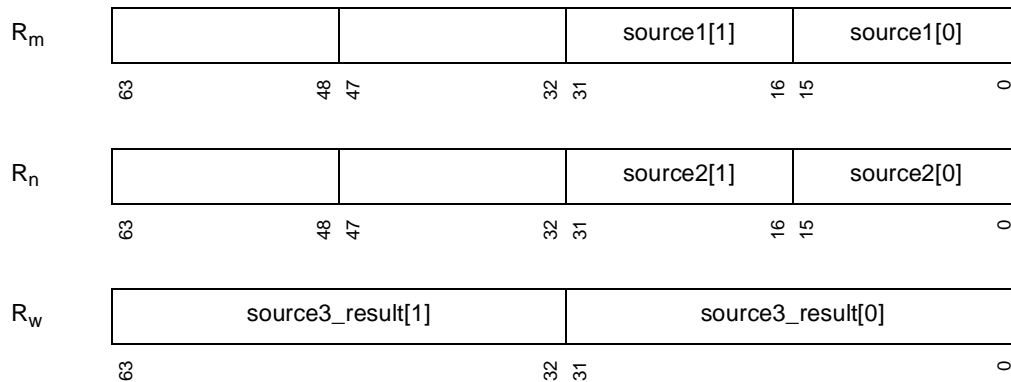 Rm source1[1] source1[0]
63 48 47 32 31 16 15 0
Rn source2[1] source2[0]
63 48 47 32 31 16 15 0
Rw source3_result[1] source3_result[0]
63 32 31 0